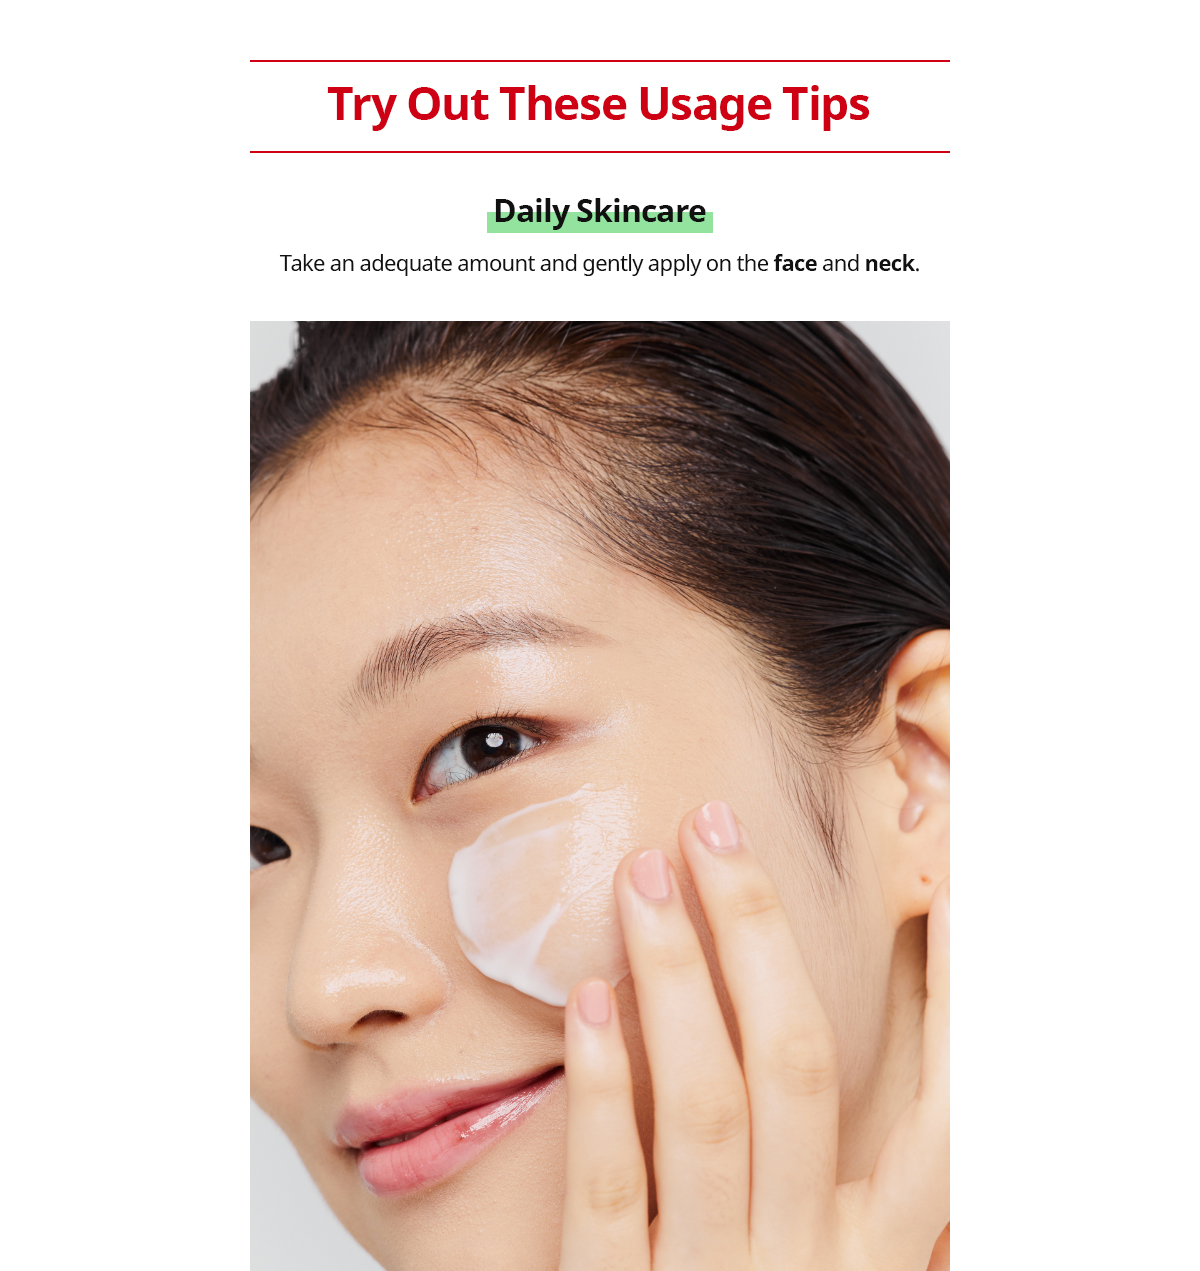 Try Out These Usage Tips
Daily Skincare
Take an adequate amount and gently apply on the face and neck.